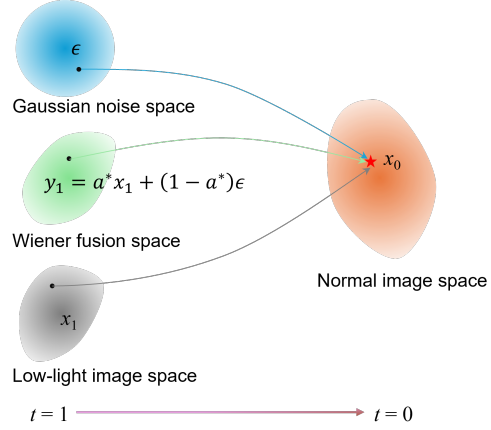 ϵ
Gaussian noise space
y₁ = a*x₁ + (1 − a*)ϵ
x₀
Wiener fusion space
Normal image space
x₁
Low-light image space
t = 1
t = 0